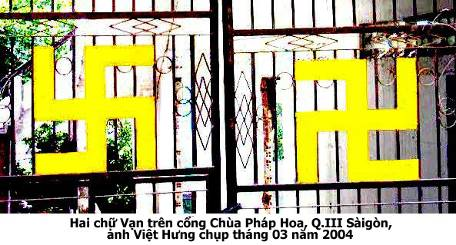 Hai chữ Vạn trên cổng Chùa Pháp Hoa, Q.III Sàigòn,
ảnh Việt Hưng chụp tháng 03 năm 2004